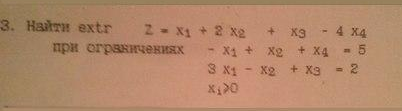 3. Найти extr Z = x1 + 2 x2 + x3 - 4 x4
при ограничениях - x1 + x2 + x4 = 5
3 x1 - x2 + x3 = 2
xi≥0